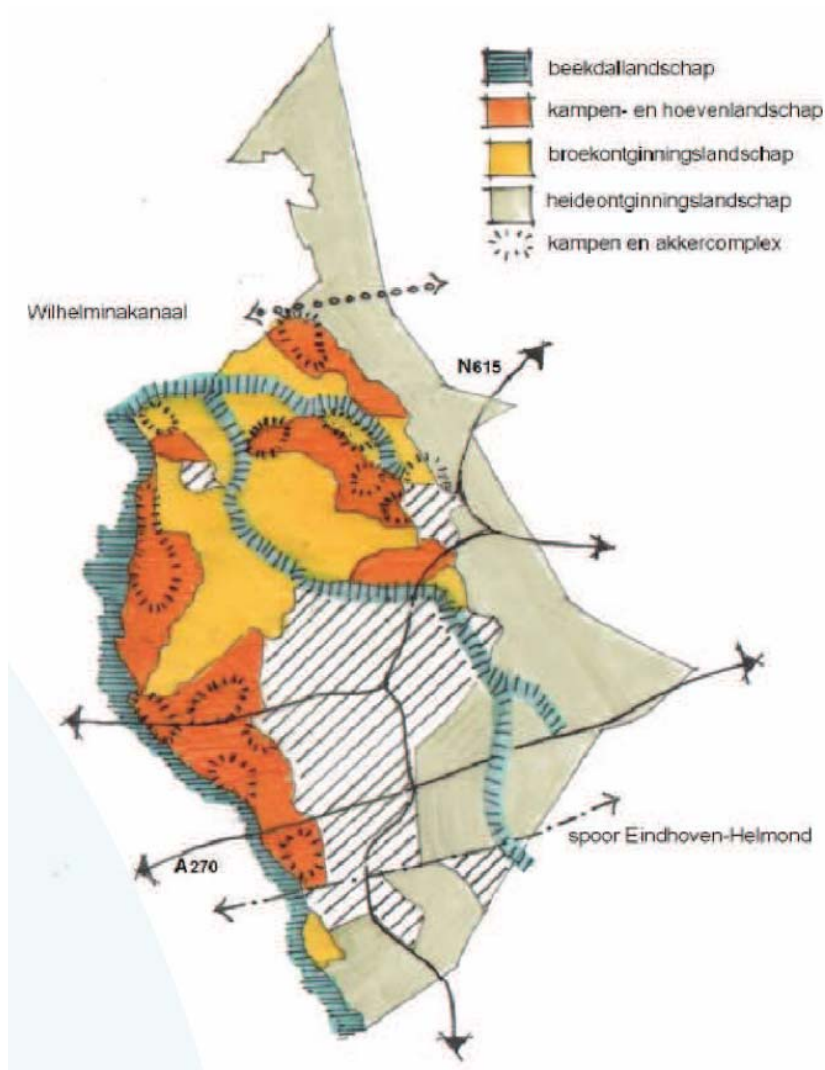 beekdallandschap
kampen- en hoevenlandschap
broekontginningslandschap
heideontginningslandschap
kampen en akkercomplex
Wilhelminakanaal
N615
spoor Eindhoven-Helmond
A270